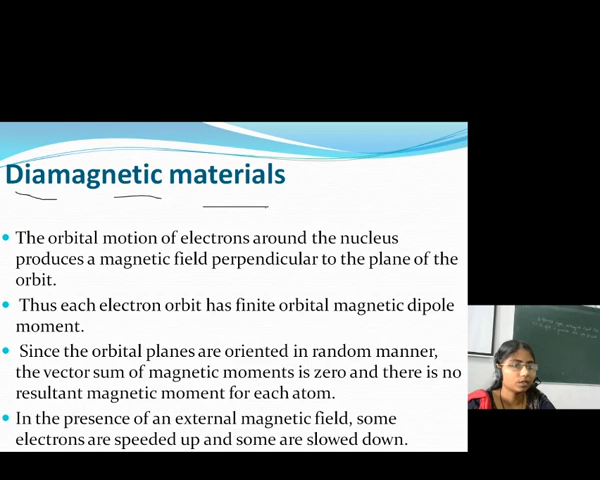 Diamagnetic materials
• The orbital motion of electrons around the nucleus
produces a magnetic field perpendicular to the plane of the
orbit.
• Thus each electron orbit has finite orbital magnetic dipole
moment.
• Since the orbital planes are oriented in random manner,
the vector sum of magnetic moments is zero and there is no
resultant magnetic moment for each atom.
• In the presence of an external magnetic field, some
electrons are speeded up and some are slowed down.